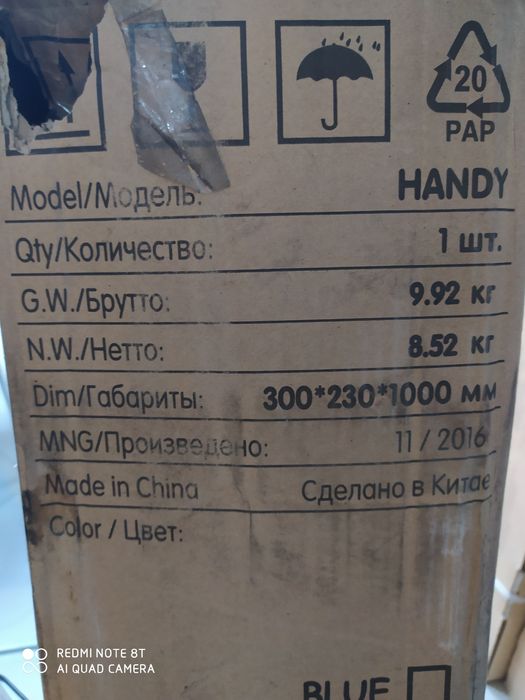 20
PAP
Model/Модель: HANDY
Qty/Количество: 1 шт.
G.W./Брутто: 9.92 кг
N.W./Нетто: 8.52 кг
Dim/Габариты: 300*230*1000 мм
MNG/Произведено: 11 / 2016
Made in China Сделано в Китае
Color / Цвет:
BLUE
REDMI NOTE 8T
AI QUAD CAMERA